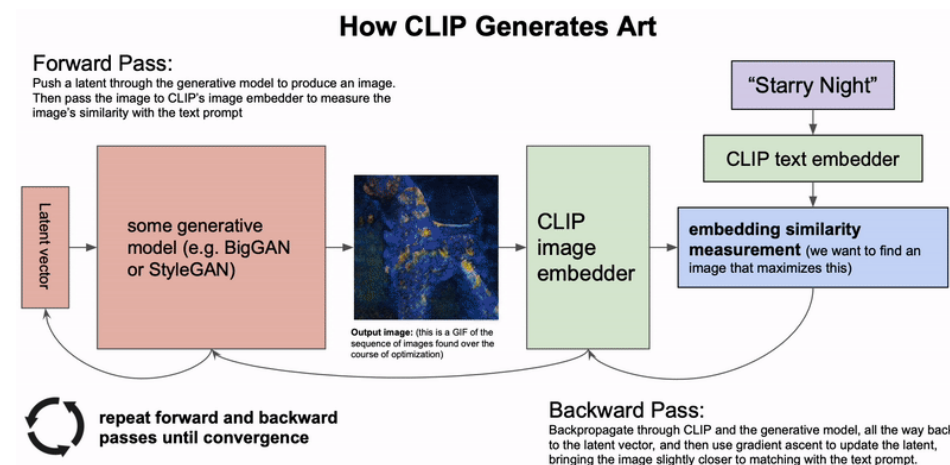 How CLIP Generates Art
Forward Pass:
Push a latent through the generative model to produce an image.
Then pass the image to CLIP's image embedder to measure the
image's similarity with the text prompt
"Starry Night"
CLIP text embedder
Latent vector
some generative
model (e.g. BigGAN
or StyleGAN)
CLIP
image
embedder
embedding similarity
measurement (we want to find an
image that maximizes this)
Output image: (this is a GIF of the
sequence of images found over the
course of optimization)
repeat forward and backward
passes until convergence
Backward Pass:
Backpropagate through CLIP and the generative model, all the way back
to the latent vector, and then use gradient ascent to update the latent,
bringing the image slightly closer to matching with the text prompt.